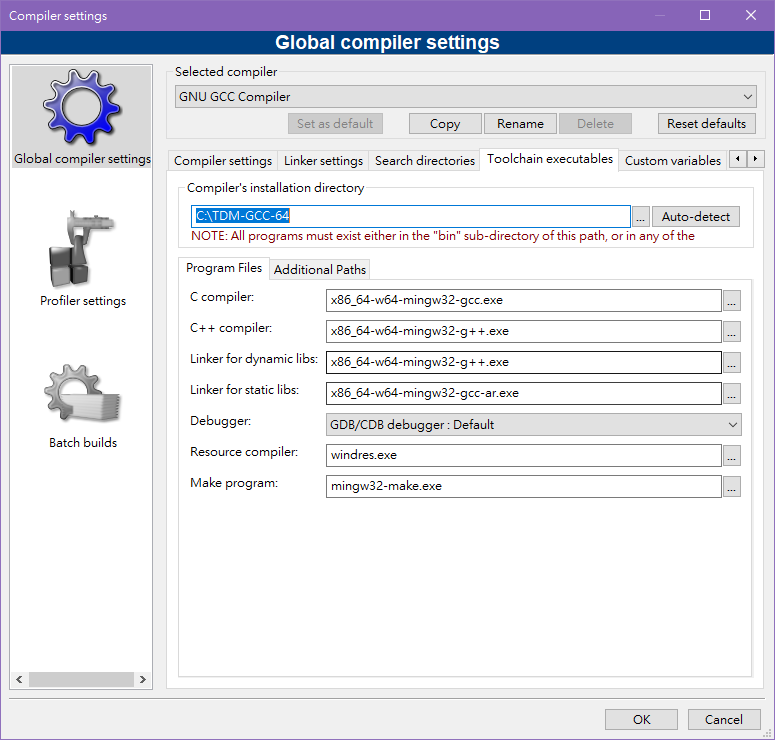 Compiler settings
Global compiler settings
Global compiler settings
Profiler settings
Batch builds
Selected compiler
GNU GCC Compiler
Set as default Copy Rename Delete Reset defaults
Compiler settings Linker settings Search directories Toolchain executables Custom variables
Compiler's installation directory
C:\TDM-GCC-64 ... Auto-detect
NOTE: All programs must exist either in the "bin" sub-directory of this path, or in any of the
Program Files Additional Paths
C compiler: x86_64-w64-mingw32-gcc.exe ...
C++ compiler: x86_64-w64-mingw32-g++.exe ...
Linker for dynamic libs: x86_64-w64-mingw32-g++.exe ...
Linker for static libs: x86_64-w64-mingw32-gcc-ar.exe ...
Debugger: GDB/CDB debugger : Default
Resource compiler: windres.exe ...
Make program: mingw32-make.exe ...
OK Cancel